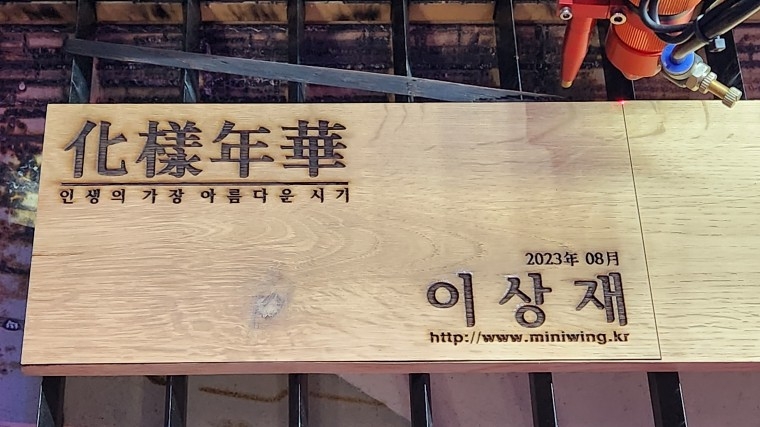 化樣年華
인생의 가장 아름다운 시기
2023年 08月
이상재
http://www.miniwing.kr